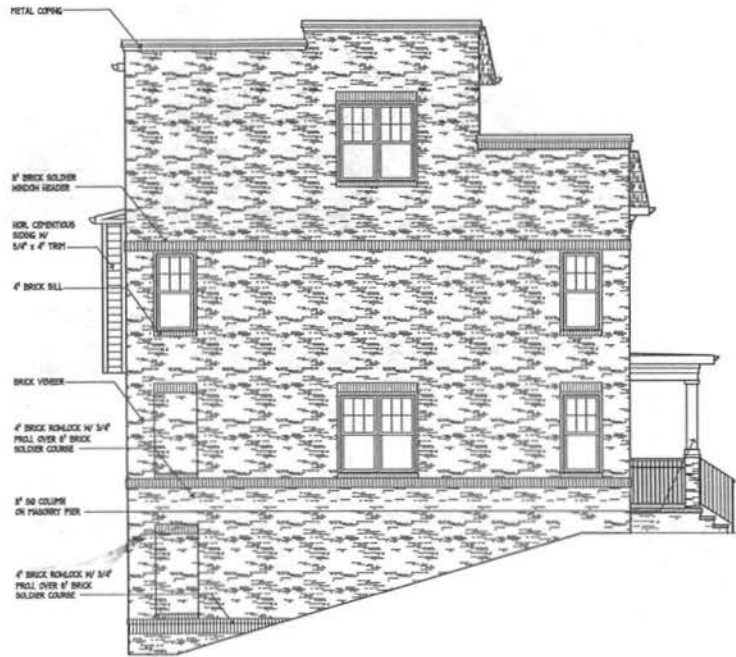 METAL COPING
8" BRICK SOLDIER
WINDOW HEADER
HOR. CEMENTIOUS
SIDING W/
5/4" x 4" TRIM
4" BRICK SILL
BRICK VENEER
4" BRICK ROWLOCK W/ 3/4"
PROJ. OVER 8" BRICK
SOLDIER COURSE
8" SQ COLUMN
ON MASONRY PIER
4" BRICK ROWLOCK W/ 3/4"
PROJ. OVER 8" BRICK
SOLDIER COURSE